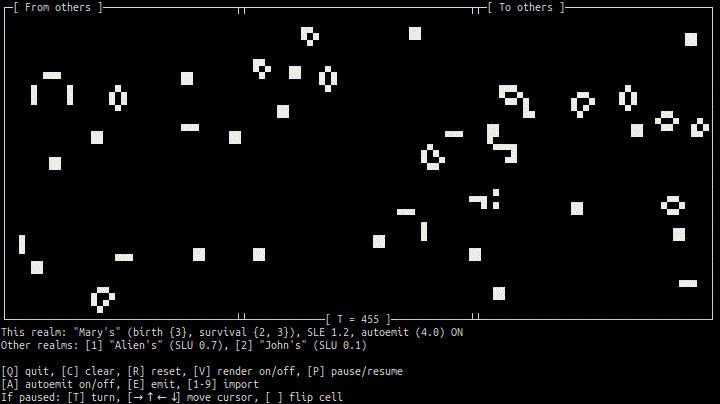 [ From others ] [ To others ]
[ T = 455 ]
This realm: "Mary's" (birth {3}, survival {2, 3}), SLE 1.2, autoemit (4.0) ON
Other realms: [1] "Alien's" (SLU 0.7), [2] "John's" (SLU 0.1)
[Q] quit, [C] clear, [R] reset, [V] render on/off, [P] pause/resume
[A] autoemit on/off, [E] emit, [1-9] import
If paused: [T] turn, [→↑←↓] move cursor, [ ] flip cell